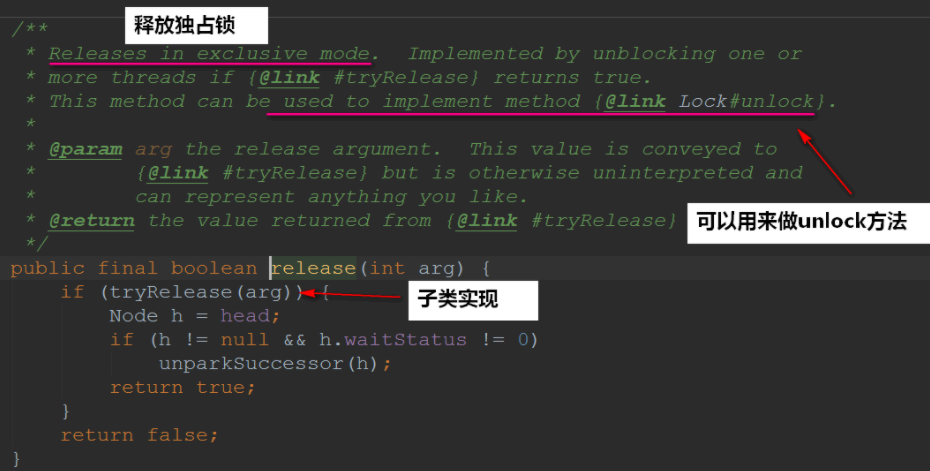 释放独占锁
/**
* Releases in exclusive mode.  Implemented by unblocking one or
* more threads if {@link #tryRelease} returns true.
* This method can be used to implement method {@link Lock#unlock}.
*
* @param arg the release argument.  This value is conveyed to
*        {@link #tryRelease} but is otherwise uninterpreted and
*        can represent anything you like.
* @return the value returned from {@link #tryRelease}
可以用来做unlock方法
*/
public final boolean release(int arg) {
if (tryRelease(arg)) {
子类实现
Node h = head;
if (h != null && h.waitStatus != 0)
unparkSuccessor(h);
return true;
}
return false;
}